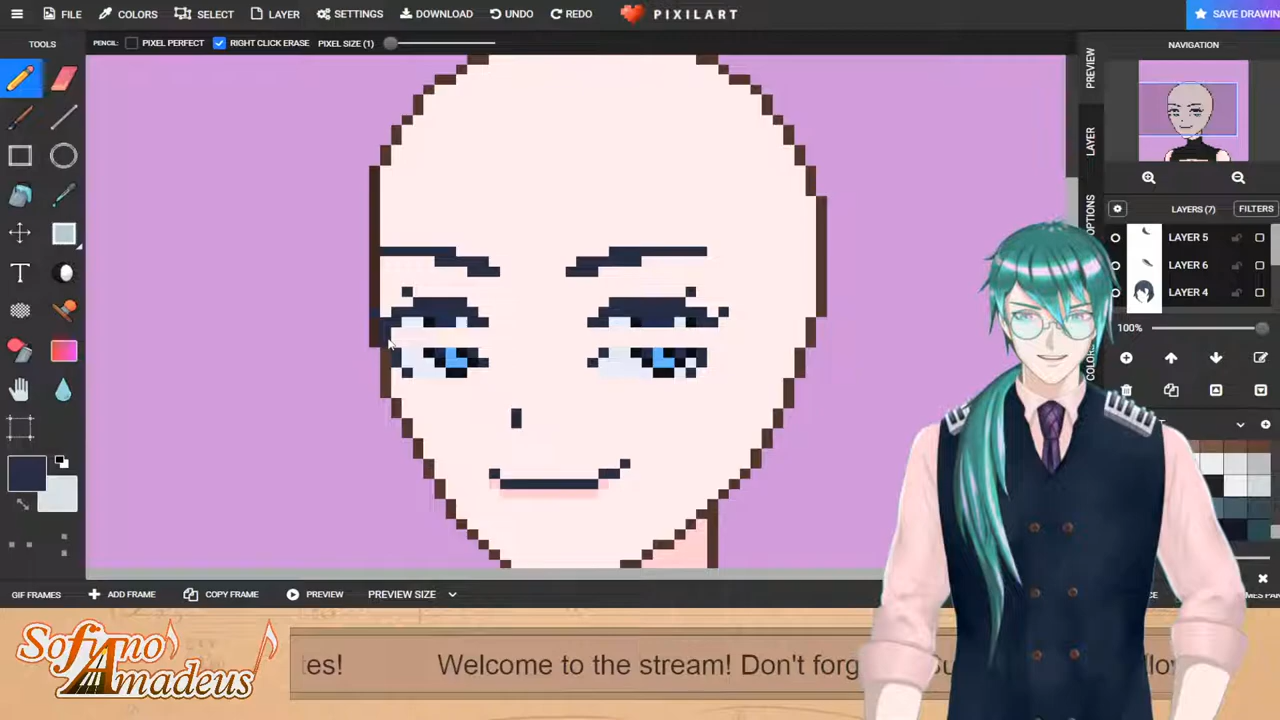 FILE COLORS SELECT LAYER SETTINGS DOWNLOAD UNDO REDO PIXILART SAVE DRAWIN
TOOLS
PENCIL: PIXEL PERFECT RIGHT CLICK ERASE PIXEL SIZE (1)
NAVIGATION
PREVIEW
LAYER
OPTIONS
COLORS
LAYERS (7) FILTERS
LAYER 5
LAYER 6
LAYER 4
100%
GIF FRAMES ADD FRAME COPY FRAME PREVIEW PREVIEW SIZE
Sofiano
Amadeus
tes! Welcome to the stream! Don't forg